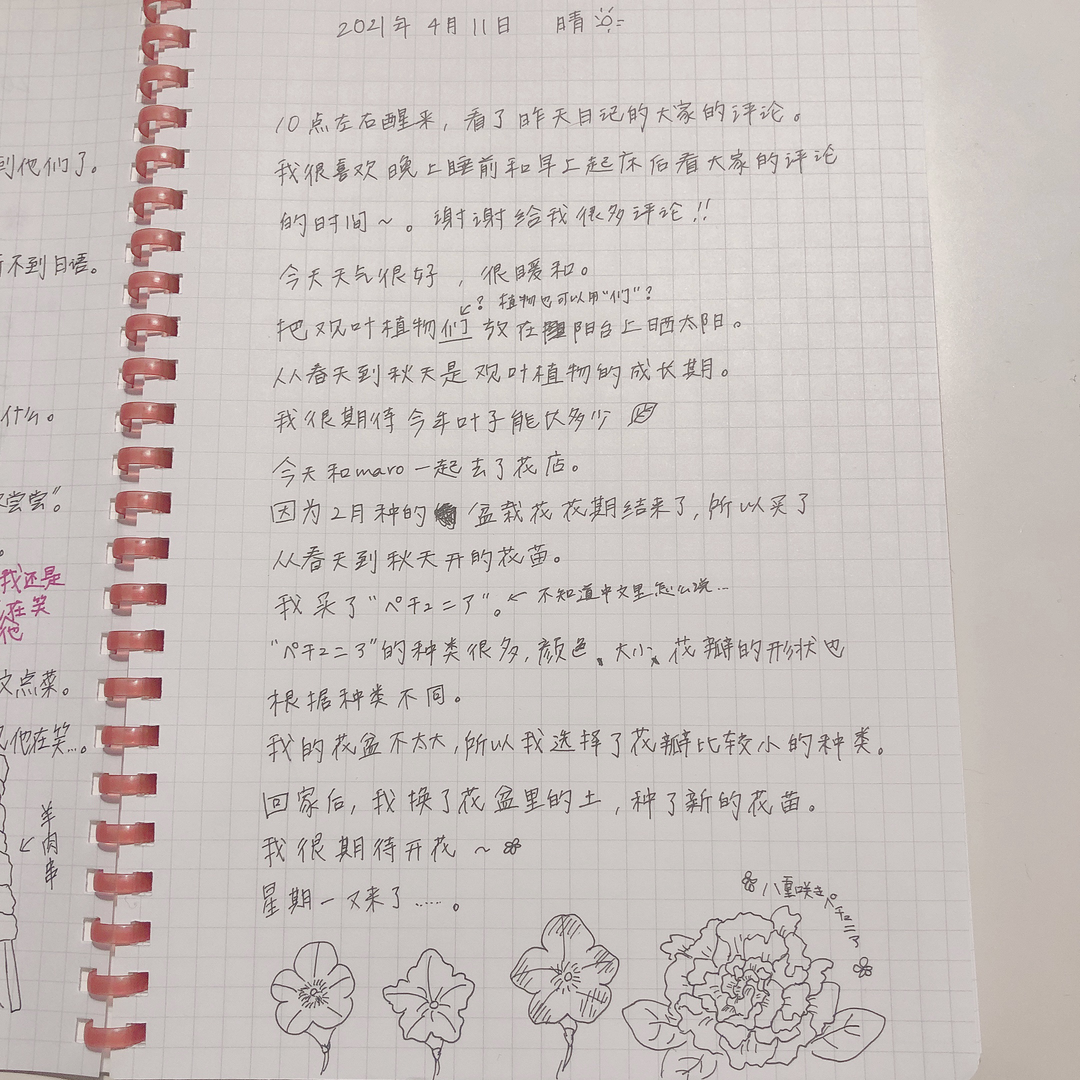 到他们了。
不到日语。
什么。
尝尝”。
。
我还是
在笑
他
点菜。
他在笑…。
羊肉串
2021年 4月 11日 晴
10点左右醒来，看了昨天日记的大家的评论。
我很喜欢晚上睡前和早上起床后看大家的评论
的时间～。谢谢给我很多评论!!
今天天气很好，很暖和。
? 植物也可以用“们”?
把观叶植物们放在阳台上晒太阳。
从春天到秋天是观叶植物的成长期。
我很期待今年叶子能大多少
今天和maro一起去了花店。
因为2月种的盆栽花花期结束了，所以买了
从春天到秋天开的花苗。
我买了“ペチュニア”。← 不知道中文里怎么说…
“ペチュニア”的种类很多，颜色、大小、花瓣的形状也
根据种类不同。
我的花盆不太大，所以我选择了花瓣比较小的种类。
回家后，我换了花盆里的土，种了新的花苗。
我很期待开花～
星期一又来了……。
八重咲きペチュニア